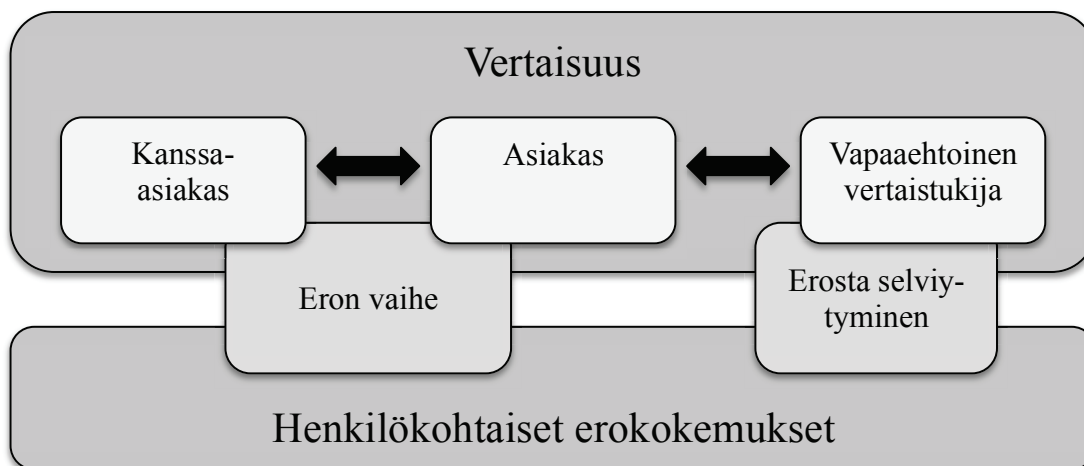 Vertaisuus
Kanssa-
asiakas
Asiakas
Vapaaehtoinen
vertaistukija
Eron vaihe
Erosta selviy-
tyminen
Henkilökohtaiset erokokemukset